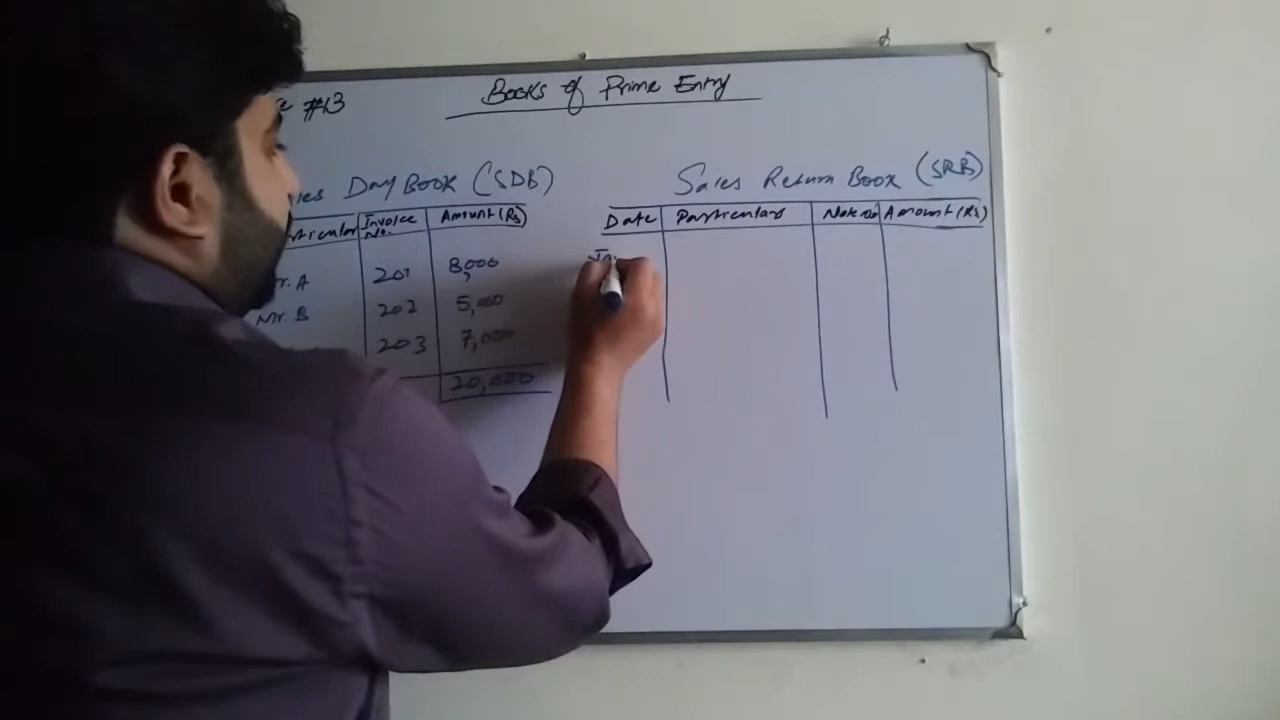 #13
Books of Prime Entry
Day Book (SDB)
Invoice No. Amount (Rs)
Mr. A 201 8,000
Mr. B 202 5,000
203 7,000
20,000
Sales Return Book (SRB)
Date Particulars Note No Amount (Rs)